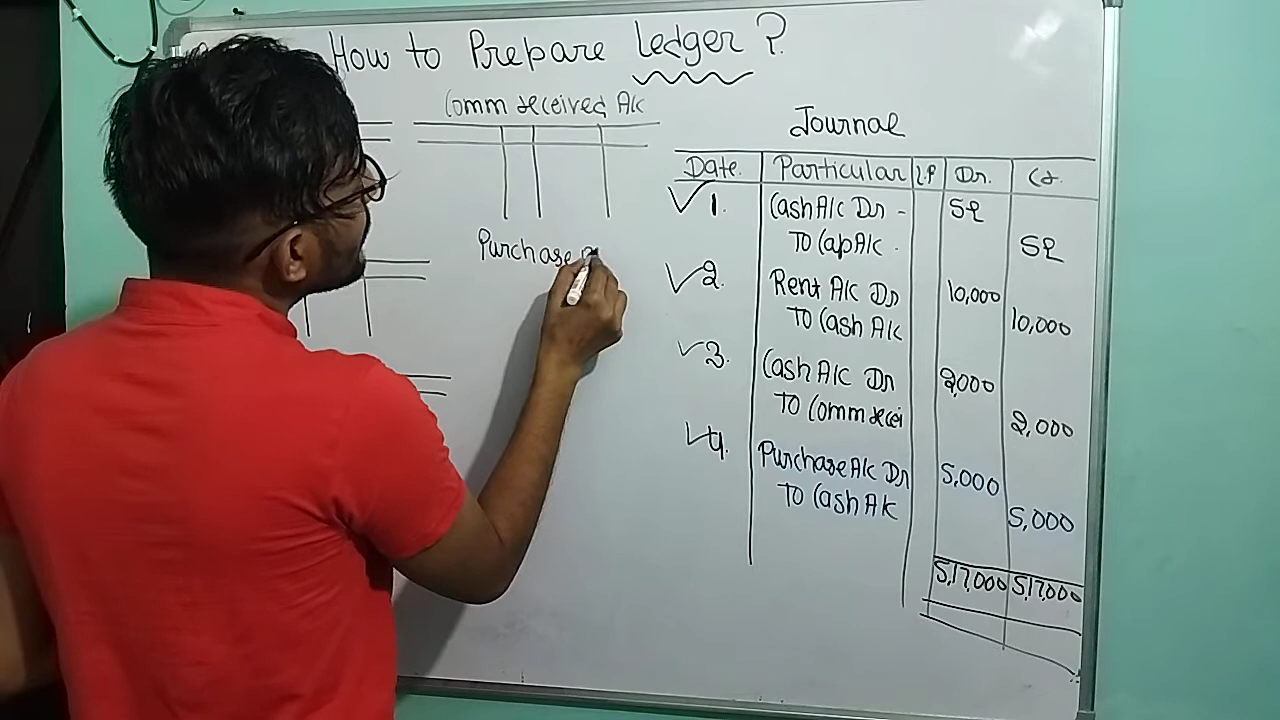 How to Prepare Ledger ?
Comm received A/c
Purchase
Journal
Date. Particular LP Dr. Cr.
1. Cash A/c Dr - 5L
To Cap A/c . 5L
2. Rent A/c Dr 10,000
To Cash A/c 10,000
3. Cash A/c Dr 2,000
To Comm recei 2,000
4. Purchase A/c Dr 5,000
To Cash A/c 5,000
5,17,000 5,17,000